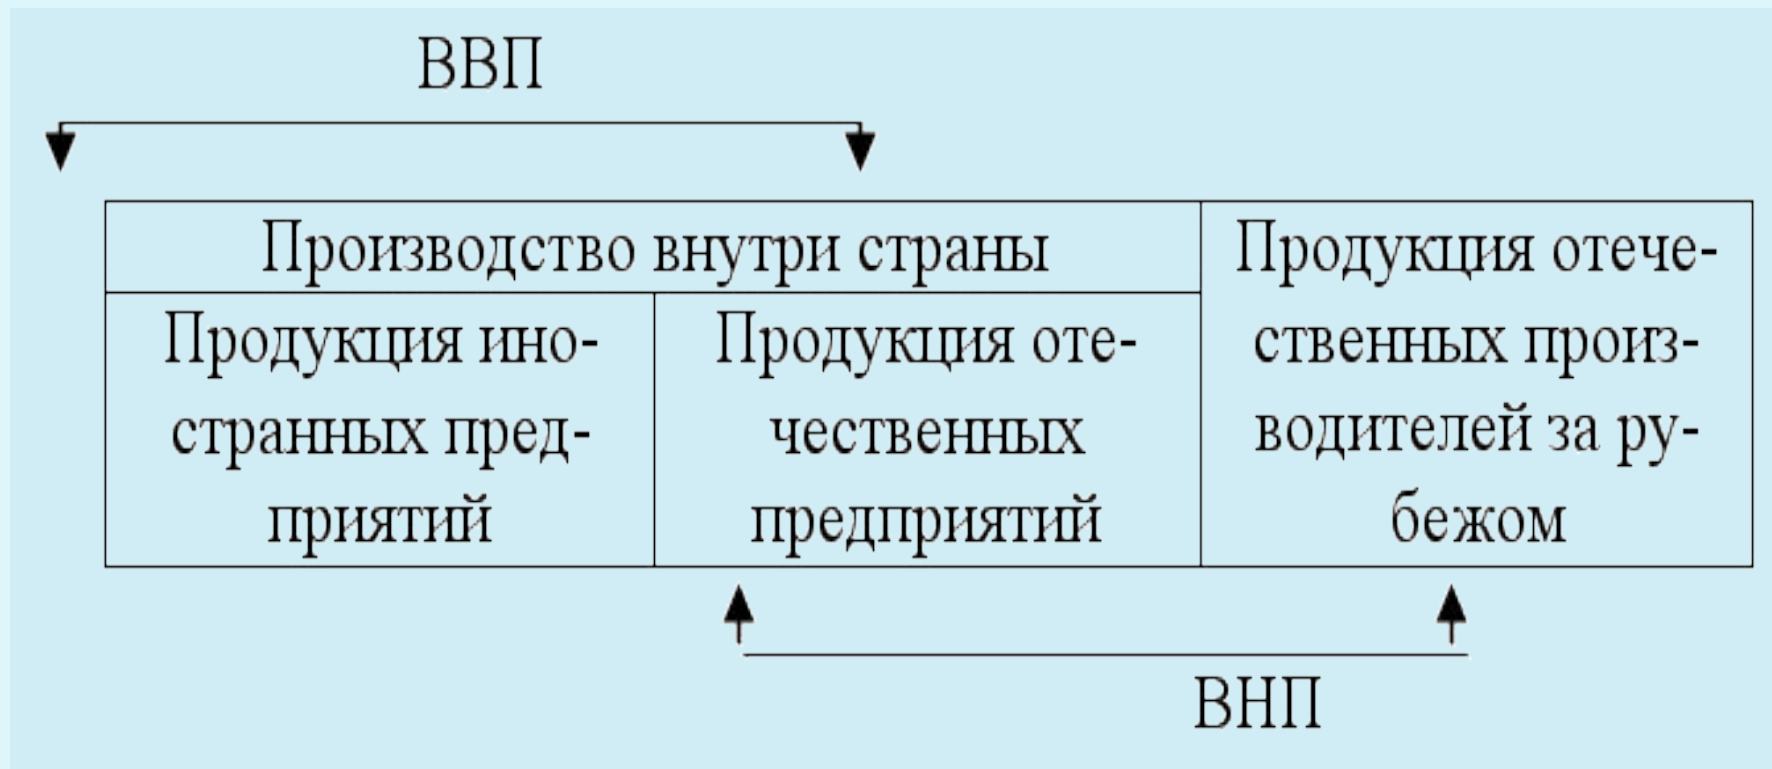 ВВП
Производство внутри страны
Продукция ино-
странных пред-
приятий
Продукция оте-
чественных
предприятий
Продукция отече-
ственных произ-
водителей за ру-
бежом
ВНП